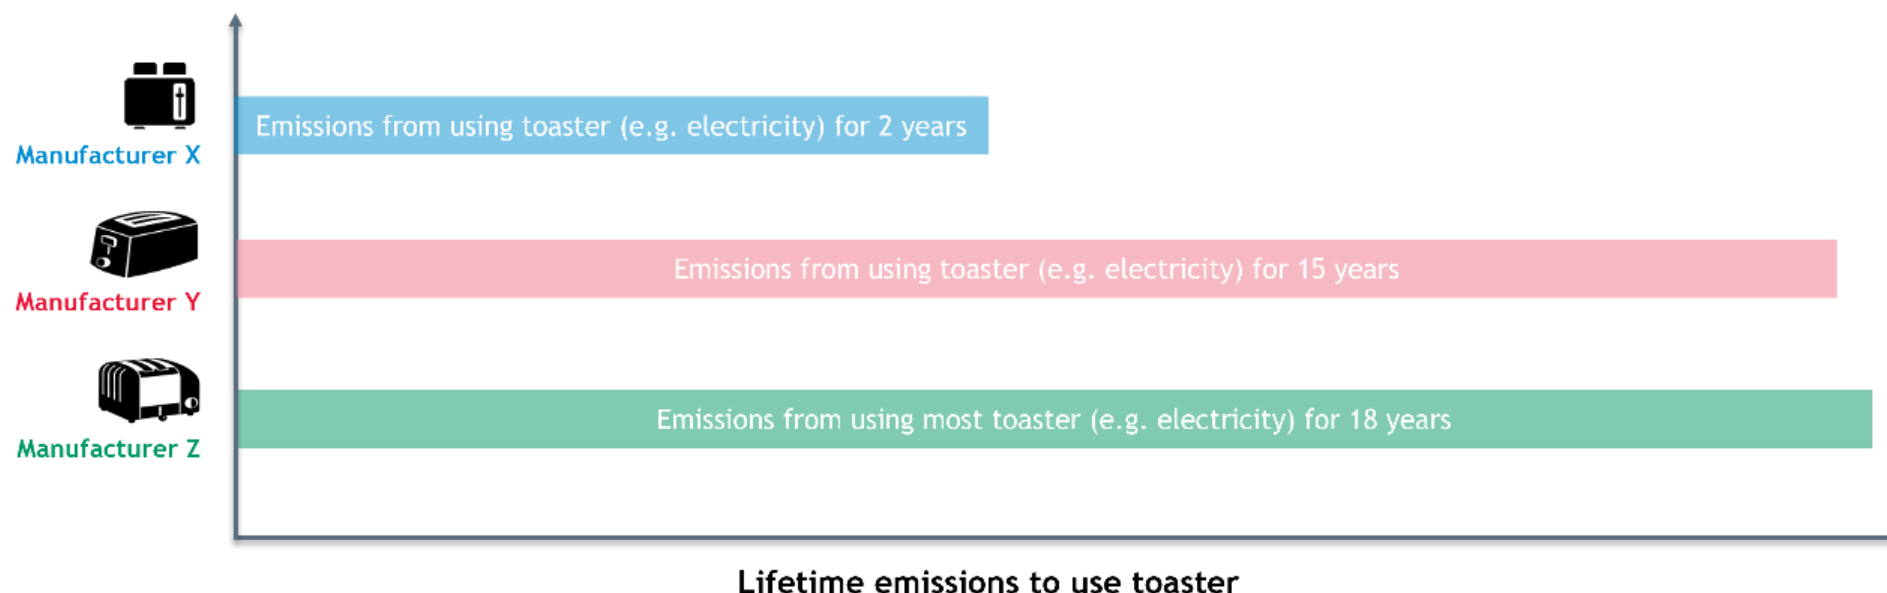 Emissions from using toaster (e.g. electricity) for 2 years
Manufacturer X
Emissions from using toaster (e.g. electricity) for 15 years
Manufacturer Y
Emissions from using most toaster (e.g. electricity) for 18 years
Manufacturer Z
Lifetime emissions to use toaster